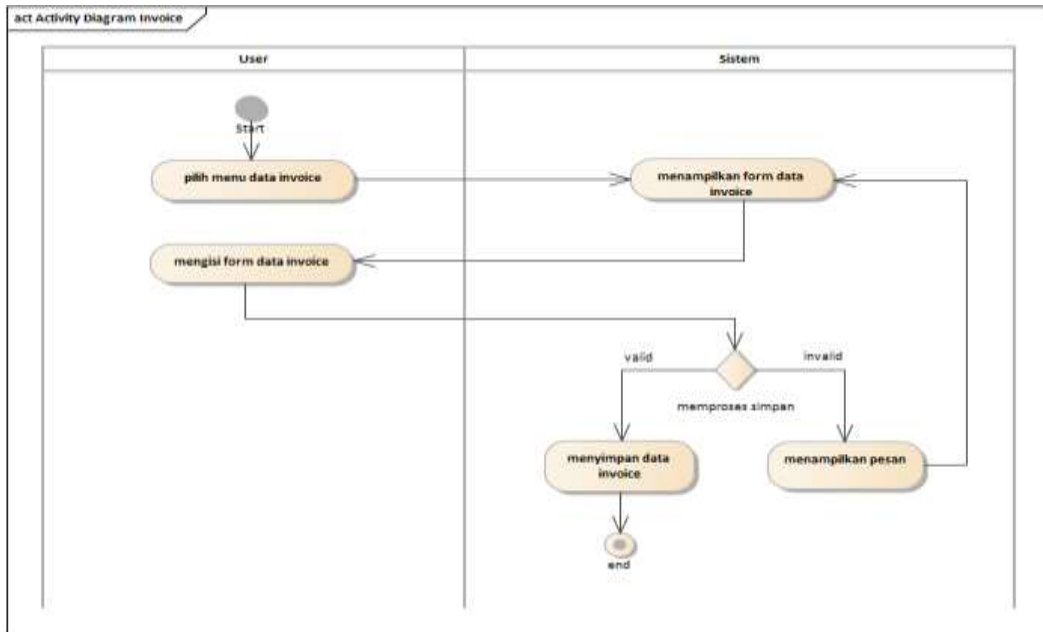 act Activity Diagram Invoice
User
Sistem
Start
pilih menu data invoice
menampilkan form data
invoice
mengisi form data invoice
valid
invalid
memproses simpan
menyimpan data
invoice
menampilkan pesan
end